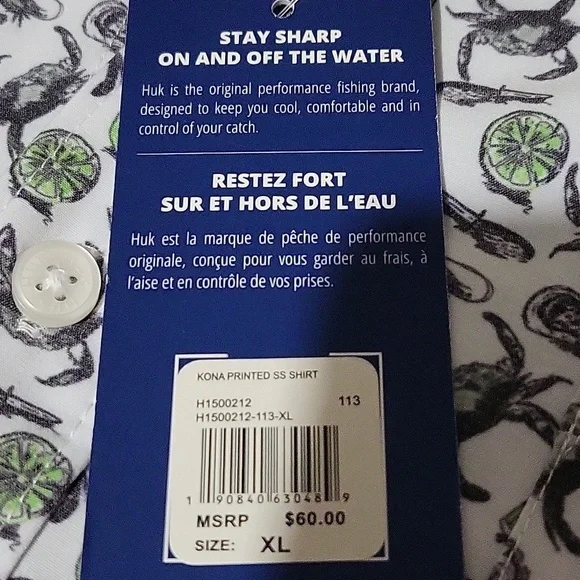 STAY SHARP
ON AND OFF THE WATER
Huk is the original performance fishing brand,
designed to keep you cool, comfortable and in
control of your catch.
RESTEZ FORT
SUR ET HORS DE L'EAU
Huk est la marque de pêche de performance
originale, conçue pour vous garder au frais, à
l'aise et en contrôle de vos prises.
KONA PRINTED SS SHIRT
H1500212 113
H1500212-113-XL
1 90840 63048 9
MSRP $60.00
SIZE: XL